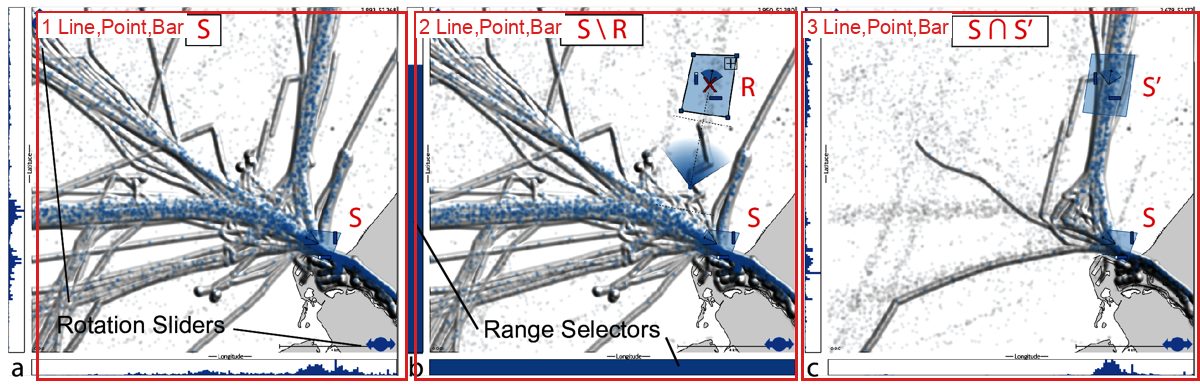 1 Line,Point,Bar
S
2 Line,Point,Bar
S \ R
3 Line,Point,Bar
S ∩ S'
R
S'
Latitude
Latitude
Latitude
S
S
S
Rotation Sliders
Range Selectors
Longitude
Longitude
Longitude
a
b
c